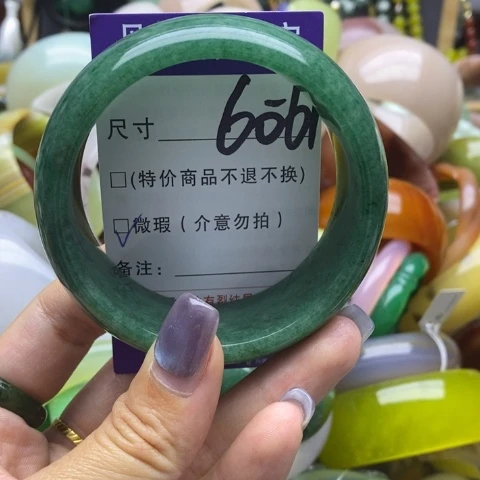 尺寸 60-61
□(特价商品不退不换)
☑微瑕(介意勿拍)
备注: